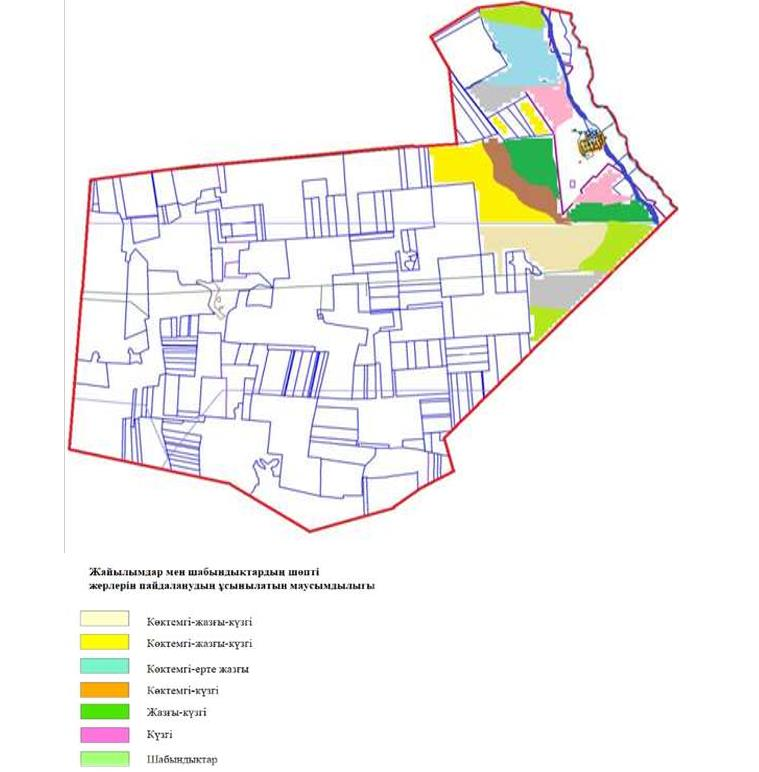 Жайылымдар мен шабындықтардың шөпті
жерлерін пайдаланудың ұсынылатын маусымдылығы
Көктемгі-жазғы-күзгі
Көктемгі-жазғы-күзгі
Көктемгі-ерте жазғы
Көктемгі-күзгі
Жазғы-күзгі
Күзгі
Шабындықтар